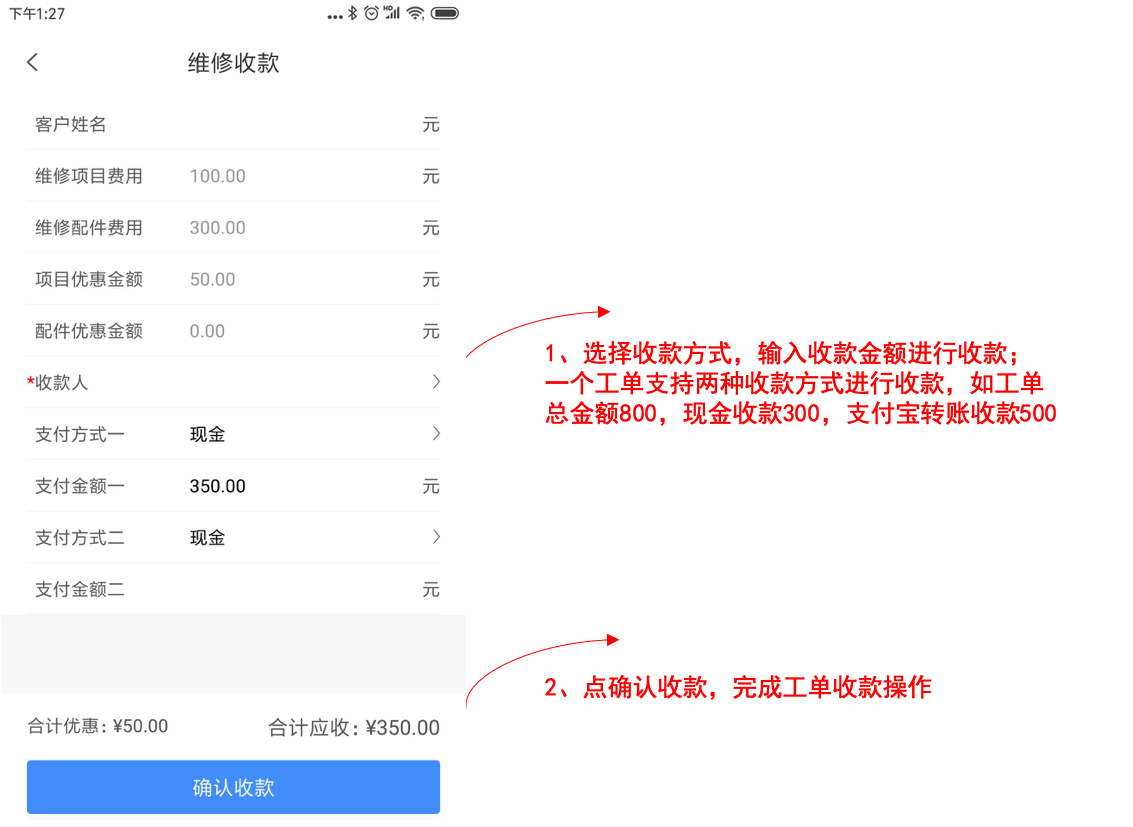 下午1:27
维修收款
客户姓名 元
维修项目费用 100.00 元
维修配件费用 300.00 元
项目优惠金额 50.00 元
配件优惠金额 0.00 元
*收款人
支付方式一 现金
支付金额一 350.00 元
支付方式二 现金
支付金额二 元
合计优惠: ¥50.00 合计应收: ¥350.00
确认收款
1、选择收款方式，输入收款金额进行收款；
一个工单支持两种收款方式进行收款，如工单
总金额800，现金收款300，支付宝转账收款500
2、点确认收款，完成工单收款操作